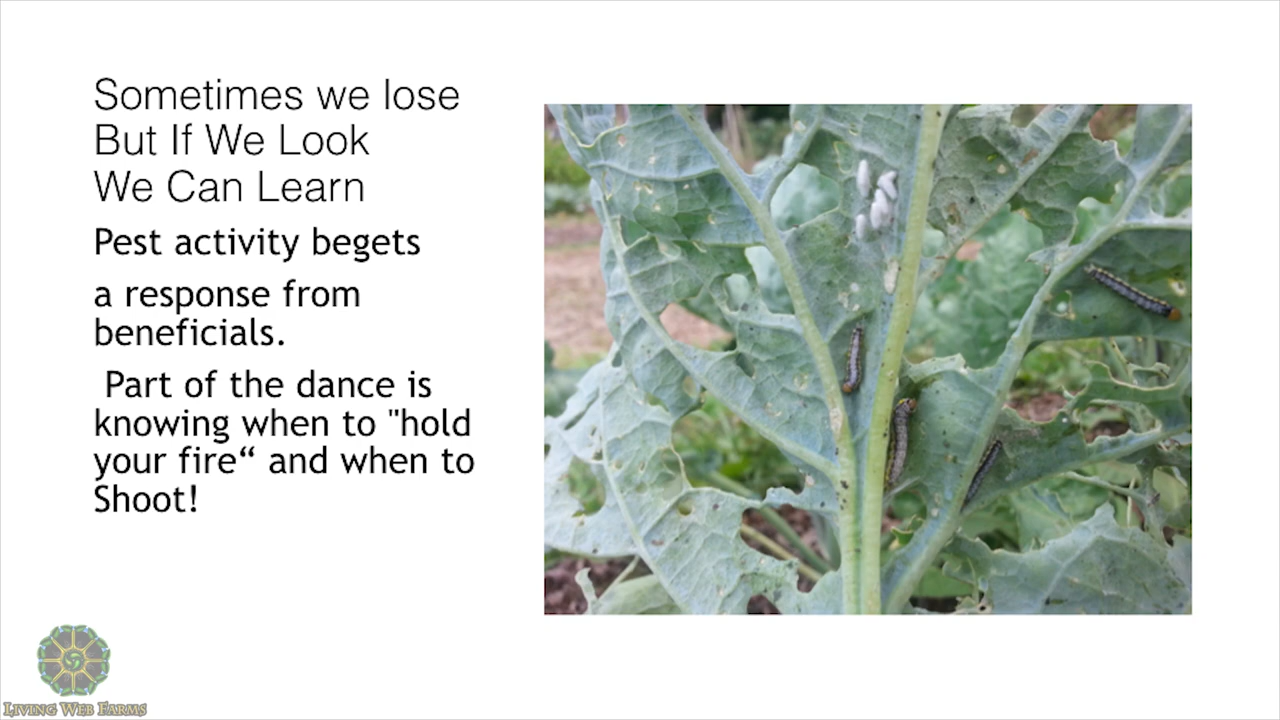 Sometimes we lose
But If We Look
We Can Learn
Pest activity begets
a response from
beneficials.
Part of the dance is
knowing when to "hold
your fire“ and when to
Shoot!
LIVING WEB FARMS